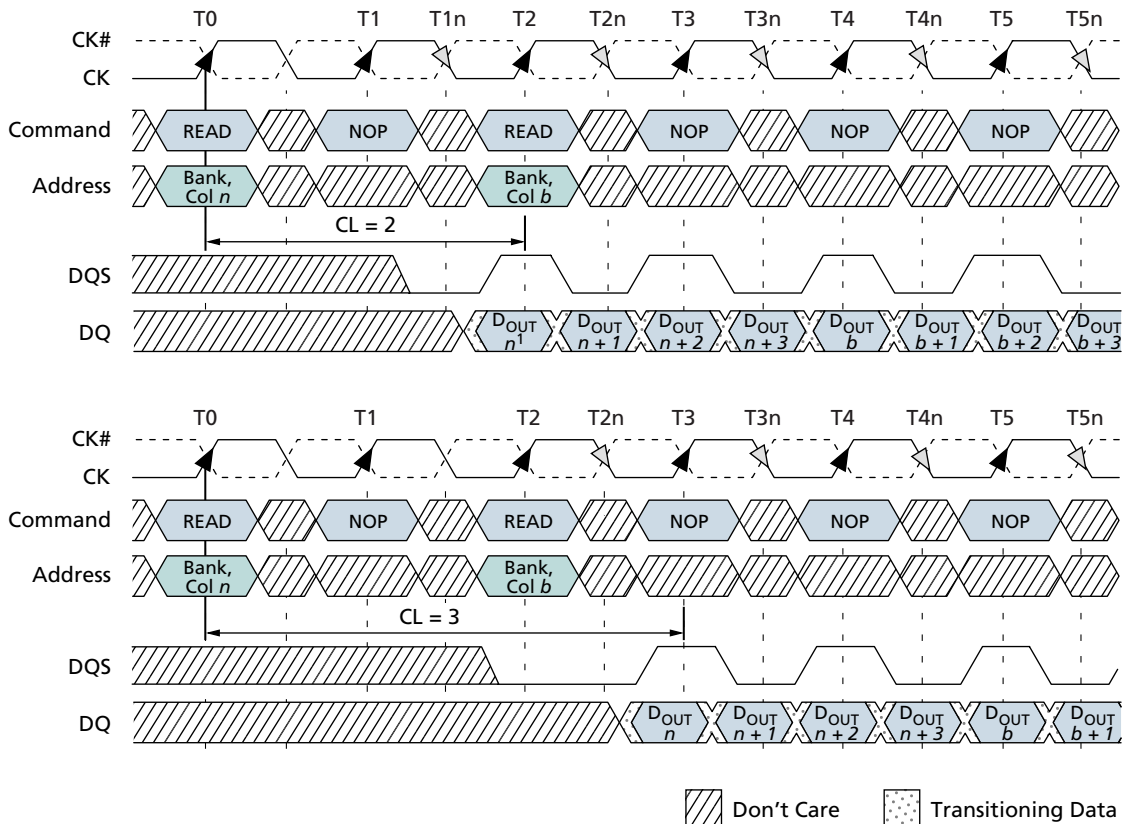 T0 T1 T1n T2 T2n T3 T3n T4 T4n T5 T5n
CK#
CK
Command READ NOP READ NOP NOP NOP
Address Bank, Col n Bank, Col b
CL = 2
DQS
DQ DOUT n1 DOUT n + 1 DOUT n + 2 DOUT n + 3 DOUT b DOUT b + 1 DOUT b + 2 DOUT b + 3
T0 T1 T2 T2n T3 T3n T4 T4n T5 T5n
CK#
CK
Command READ NOP READ NOP NOP NOP
Address Bank, Col n Bank, Col b
CL = 3
DQS
DQ DOUT n DOUT n + 1 DOUT n + 2 DOUT n + 3 DOUT b DOUT b + 1
Don't Care Transitioning Data